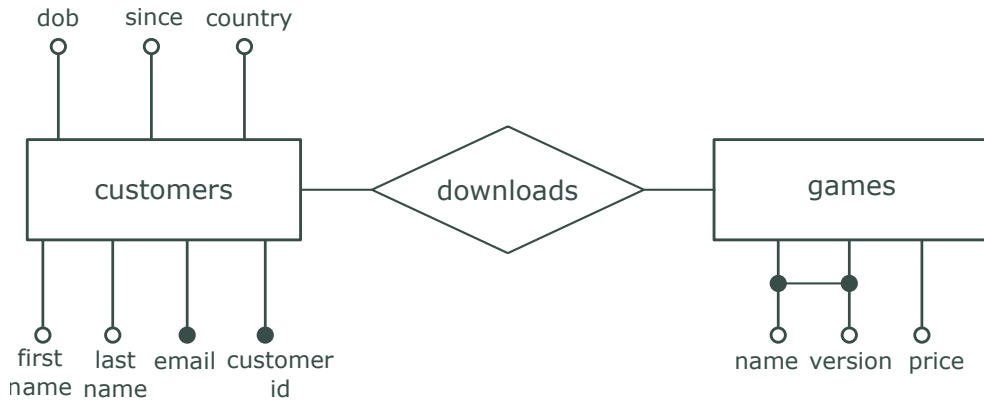 dob since country
customers
downloads
games
first
name
last
name
email
customer
id
name
version
price